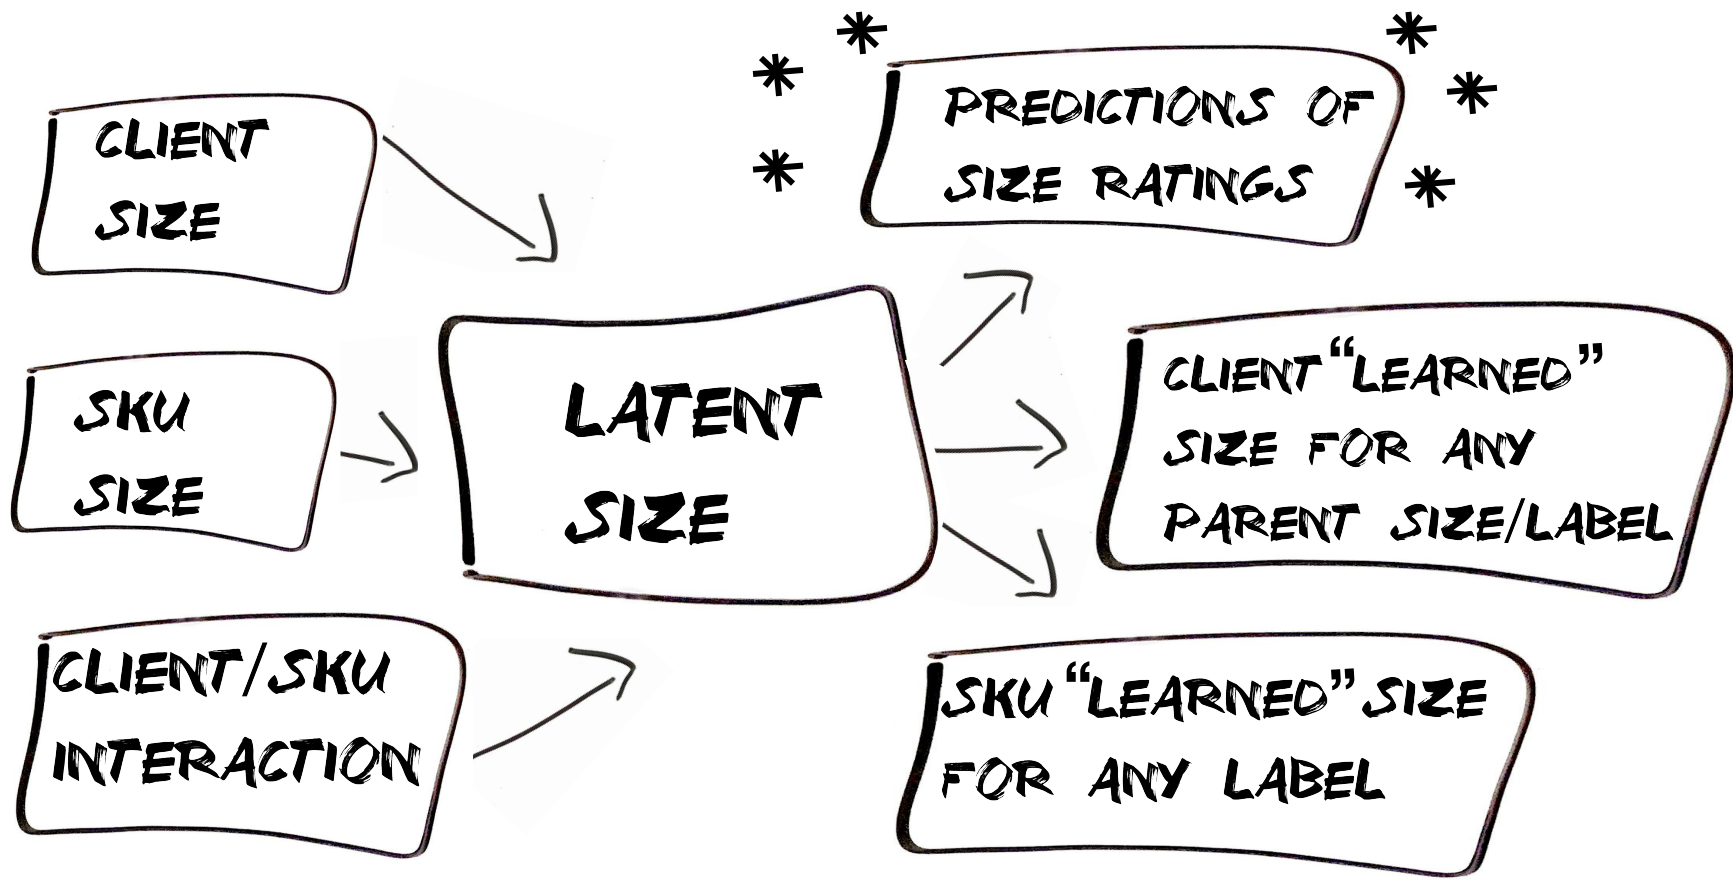 CLIENT
SIZE
SKU
SIZE
CLIENT/SKU
INTERACTION
LATENT
SIZE
PREDICTIONS OF
SIZE RATINGS
CLIENT “LEARNED”
SIZE FOR ANY
PARENT SIZE/LABEL
SKU “LEARNED” SIZE
FOR ANY LABEL